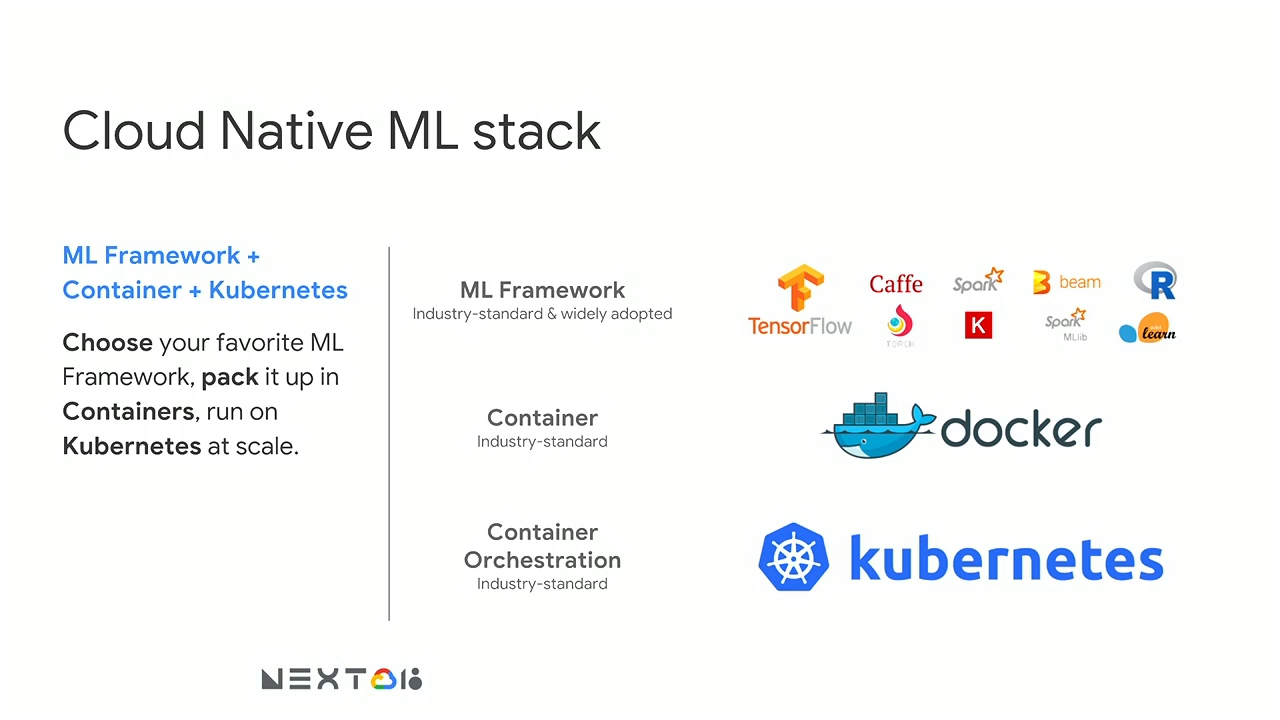 Cloud Native ML stack
ML Framework +
Container + Kubernetes
Choose your favorite ML
Framework, pack it up in
Containers, run on
Kubernetes at scale.
ML Framework
Industry-standard & widely adopted
TensorFlow
Caffe
Spark
beam
R
TORCH
K
Spark
MLlib
learn
Container
Industry-standard
docker
Container
Orchestration
Industry-standard
kubernetes
NEXT 18